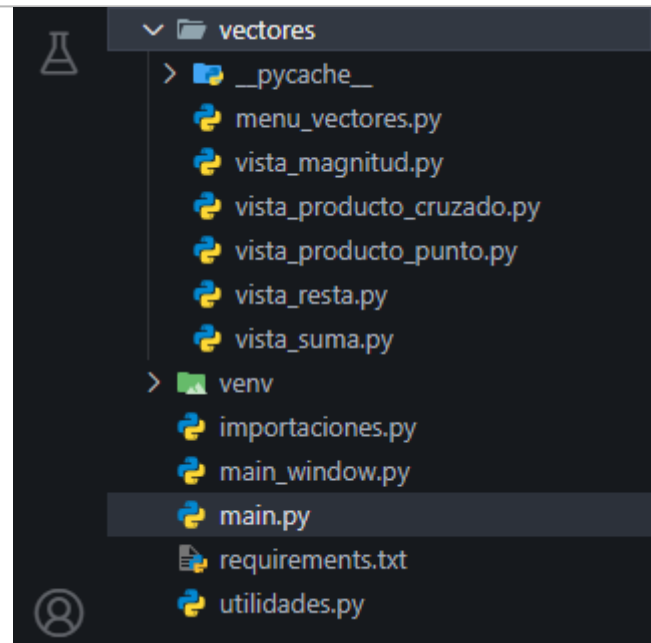 vectores
__pycache__
menu_vectores.py
vista_magnitud.py
vista_producto_cruzado.py
vista_producto_punto.py
vista_resta.py
vista_suma.py
venv
importaciones.py
main_window.py
main.py
requirements.txt
utilidades.py